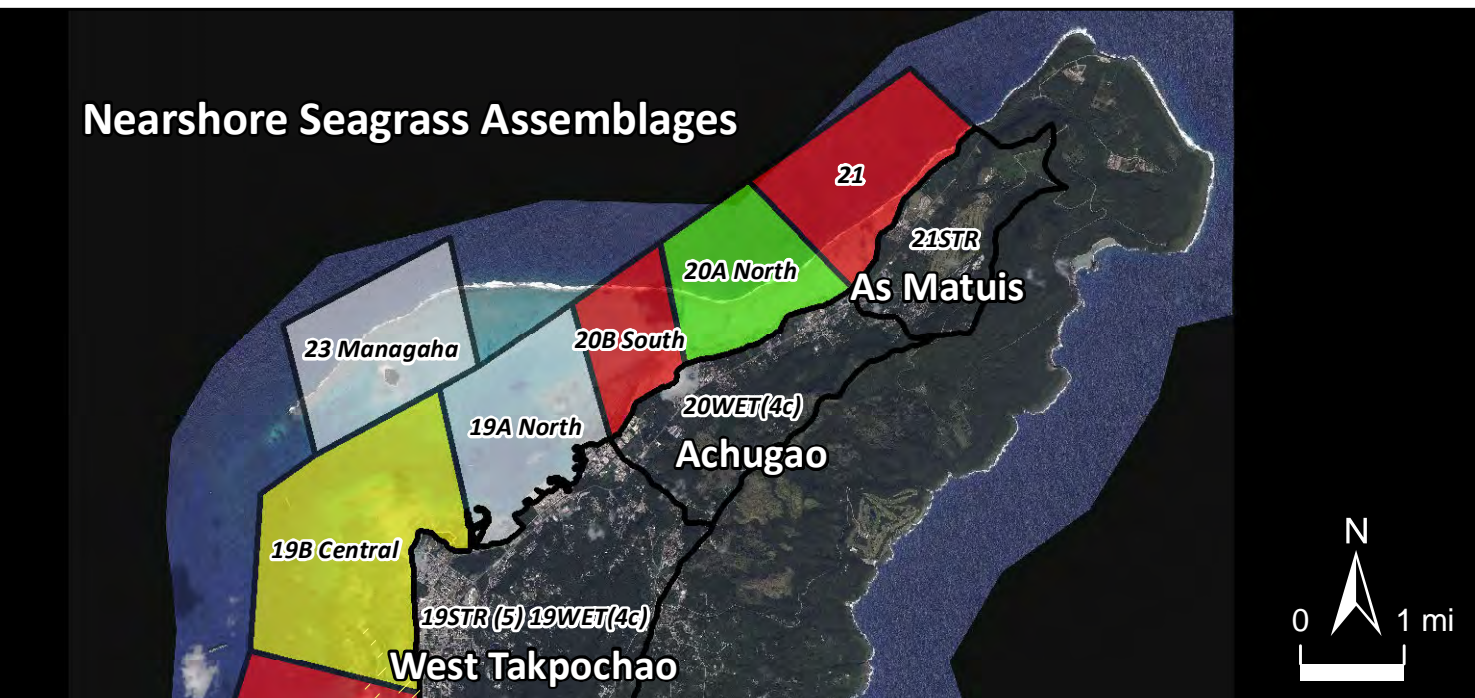 Nearshore Seagrass Assemblages
21
21STR
20A North
As Matuis
20B South
23 Managaha
20WET(4c)
19A North
Achugao
19B Central
N
19STR (5) 19WET(4c)
0 1 mi
West Takpochao